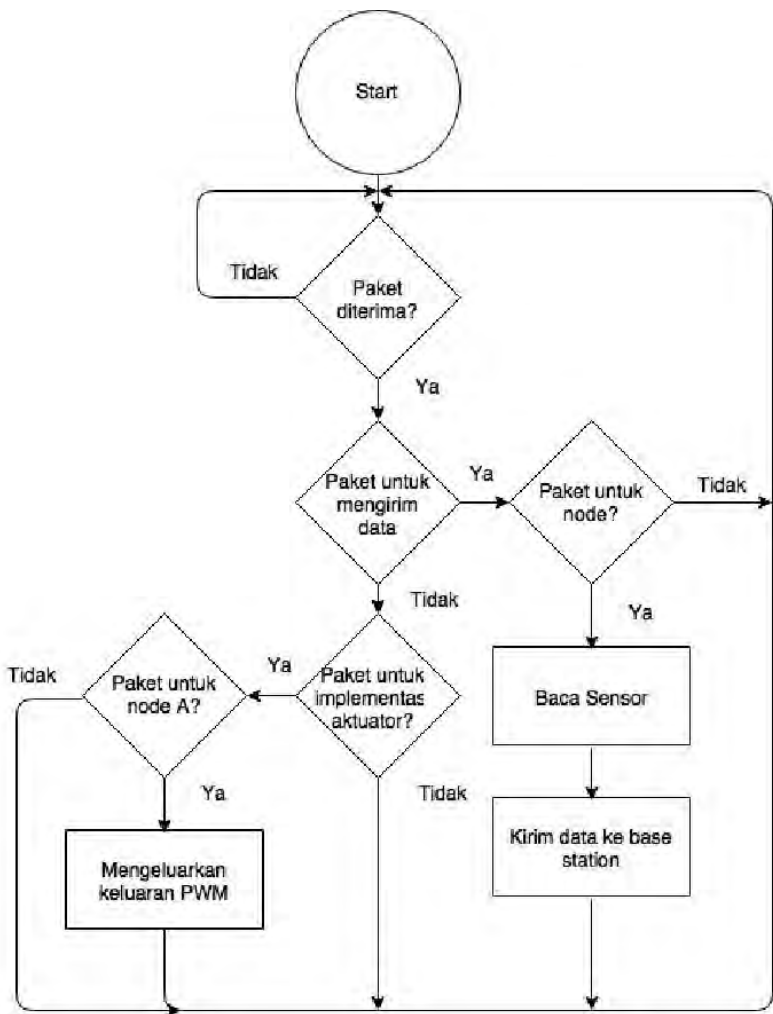 Start
Tidak
Paket
diterima?
Ya
Paket untuk
mengirim
data
Ya
Paket untuk
node?
Tidak
Tidak
Ya
Tidak
Paket untuk
node A?
Ya
Paket untuk
implementas
aktuator?
Baca Sensor
Ya
Tidak
Mengeluarkan
keluaran PWM
Kirim data ke base
station